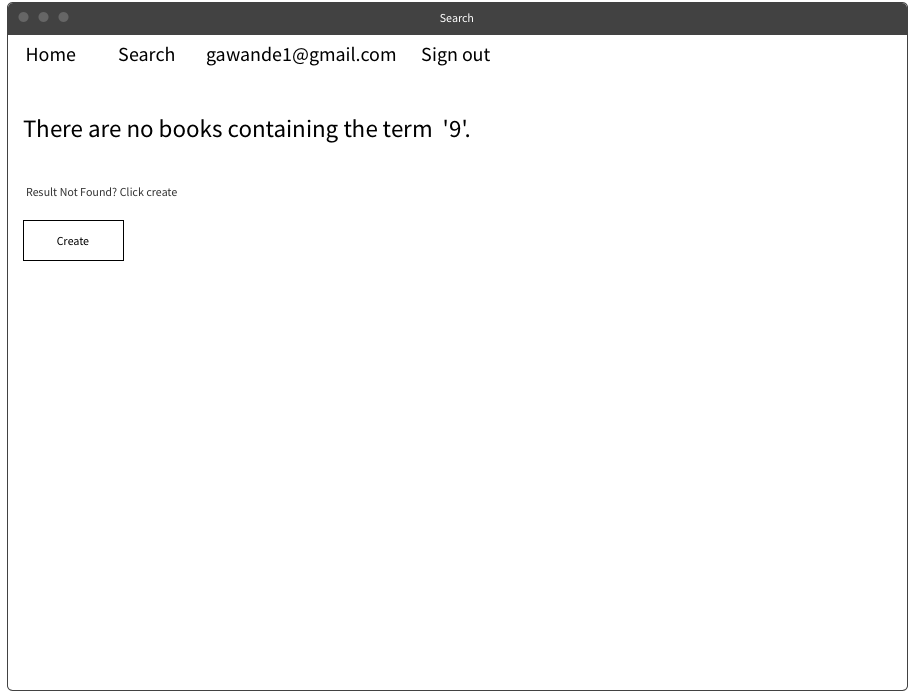 Search
Home Search gawande1@gmail.com Sign out
There are no books containing the term '9'.
Result Not Found? Click create
Create